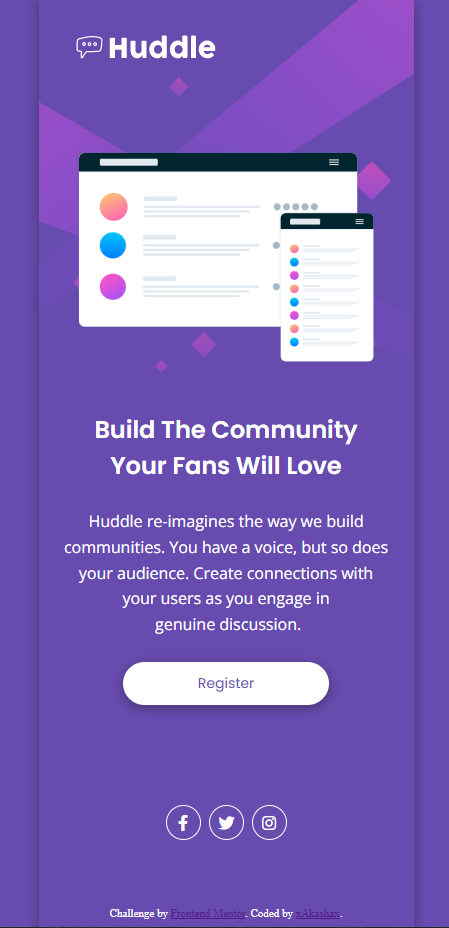 Huddle
Build The Community
Your Fans Will Love
Huddle re-imagines the way we build
communities. You have a voice, but so does
your audience. Create connections with
your users as you engage in
genuine discussion.
Register
Challenge by Frontend Mentor. Coded by xAkashax.